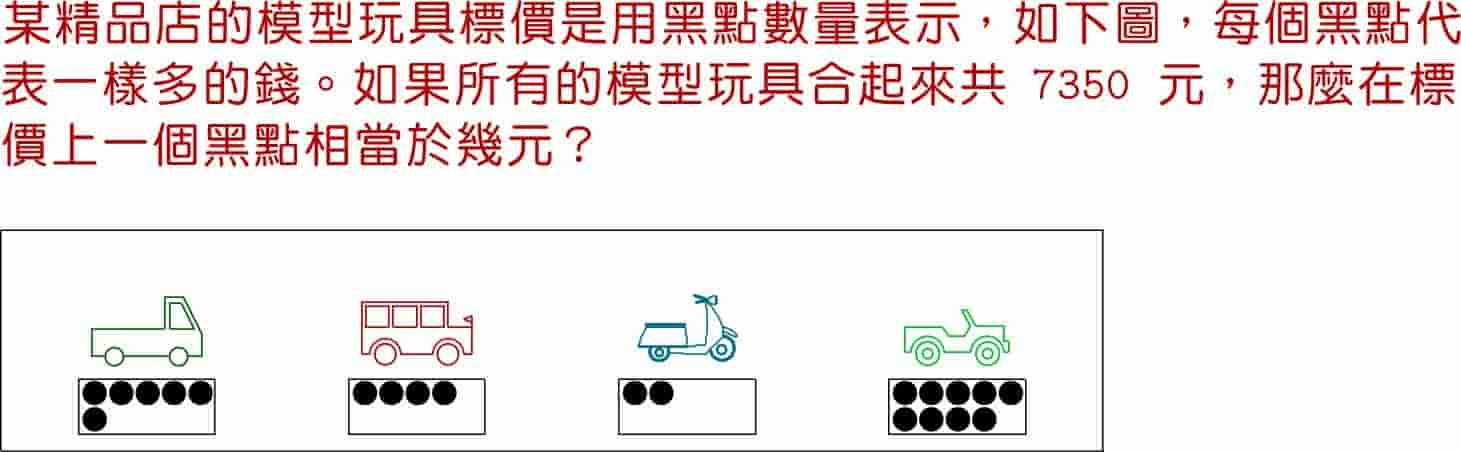 某精品店的模型玩具標價是用黑點數量表示，如下圖，每個黑點代
表一樣多的錢。如果所有的模型玩具合起來共 7350 元，那麼在標
價上一個黑點相當於幾元？